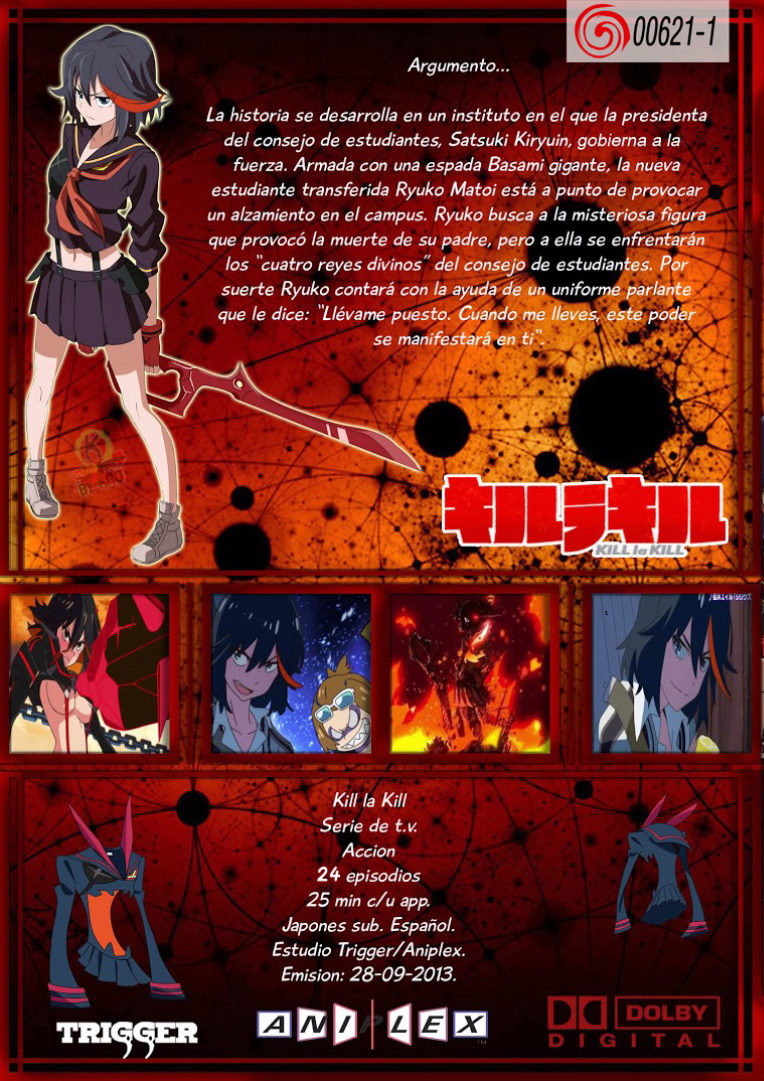 00621-1
Argumento...
La historia se desarrolla en un instituto en el que la presidenta
del consejo de estudiantes, Satsuki Kiryuin, gobierna a la
fuerza. Armada con una espada Basami gigante, la nueva
estudiante transferida Ryuko Matoi está a punto de provocar
un alzamiento en el campus. Ryuko busca a la misteriosa figura
que provocó la muerte de su padre, pero a ella se enfrentarán
los "cuatro reyes divinos" del consejo de estudiantes. Por
suerte Ryuko contará con la ayuda de un uniforme parlante
que le dice: "Llévame puesto. Cuando me lleves, este poder
se manifestará en ti".
キルラキル
KILL la KILL
Kill la Kill
Serie de t.v.
Accion
24 episodios
25 min c/u app.
Japones sub. Español.
Estudio Trigger/Aniplex.
Emision: 28-09-2013.
TRIGGER
ANIPLEX
TM
DOLBY
DIGITAL